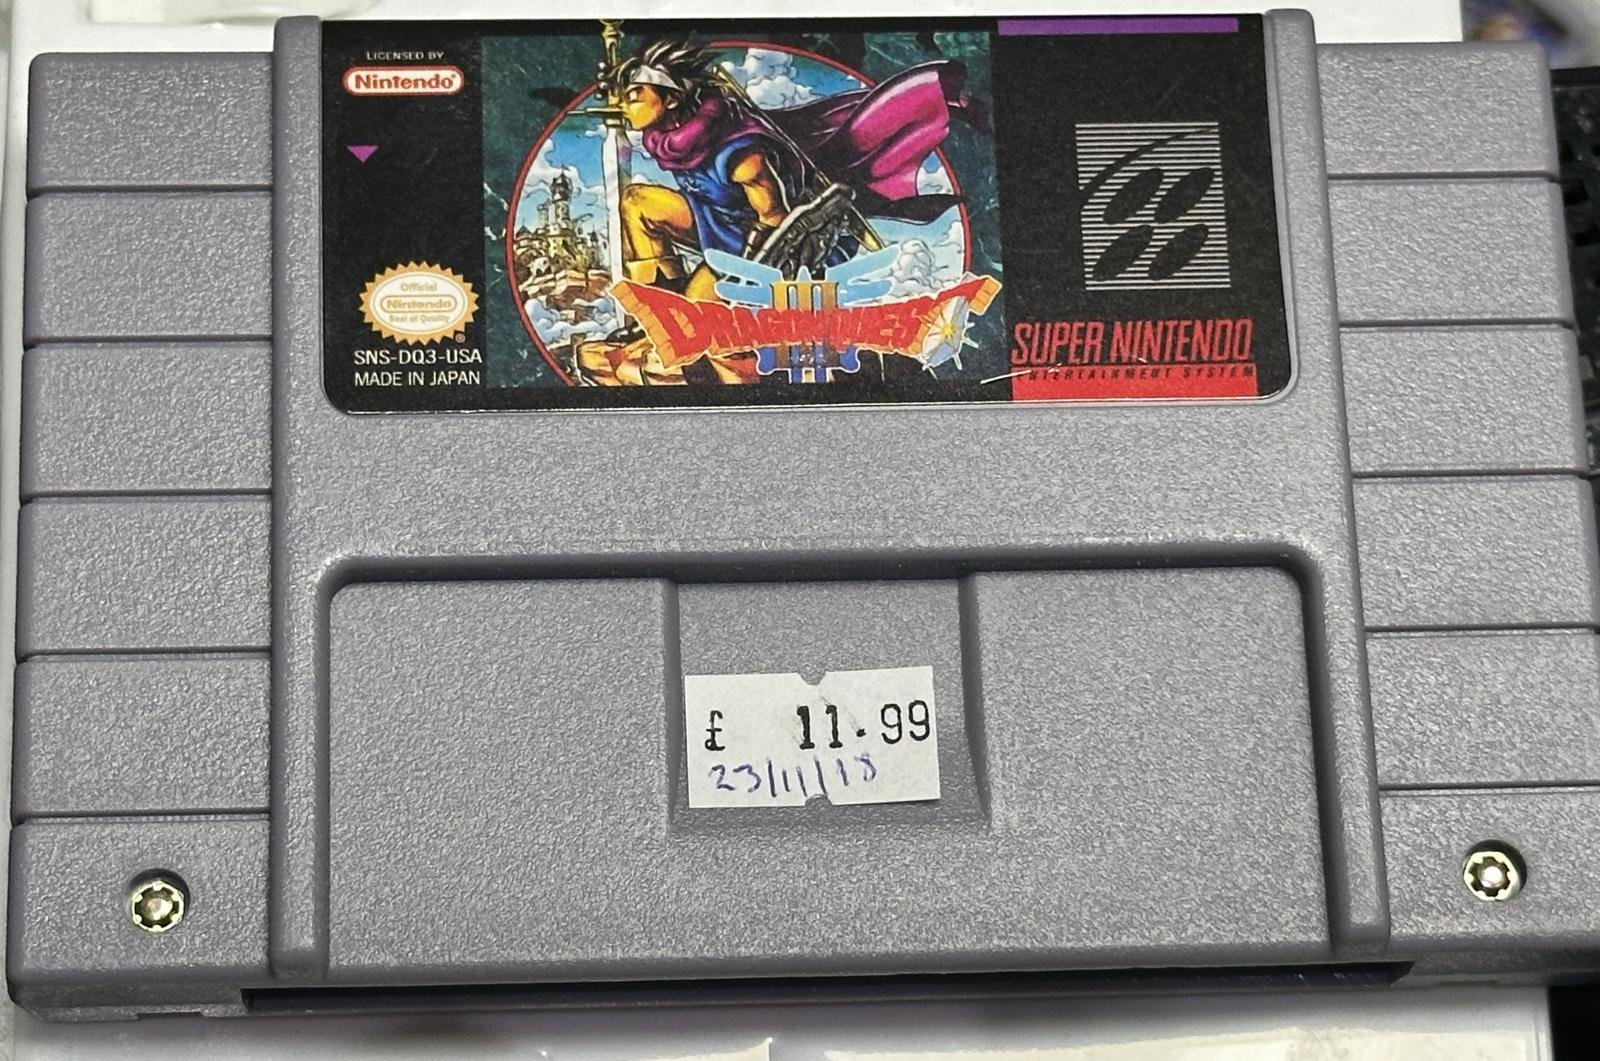 LICENSED BY
Nintendo®
Official
Nintendo
Seal of Quality
®
SNS-DQ3-USA
MADE IN JAPAN
DRAGON QUEST
III
SUPER NINTENDO
ENTERTAINMENT SYSTEM
£ 11.99
23/11/18